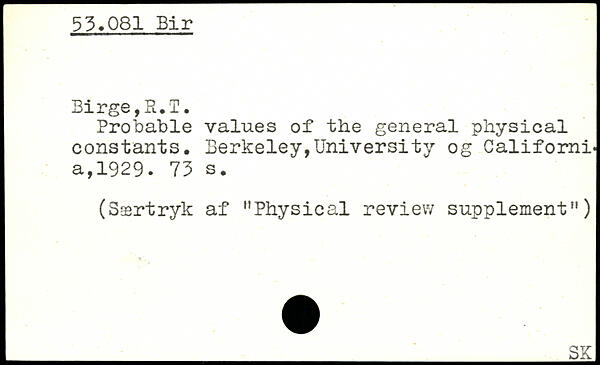 53.081 Bir
Birge,R.T.
Probable values of the general physical
constants. Berkeley,University og Californi-
a,1929. 73 s.
(Særtryk af "Physical review supplement")
SK